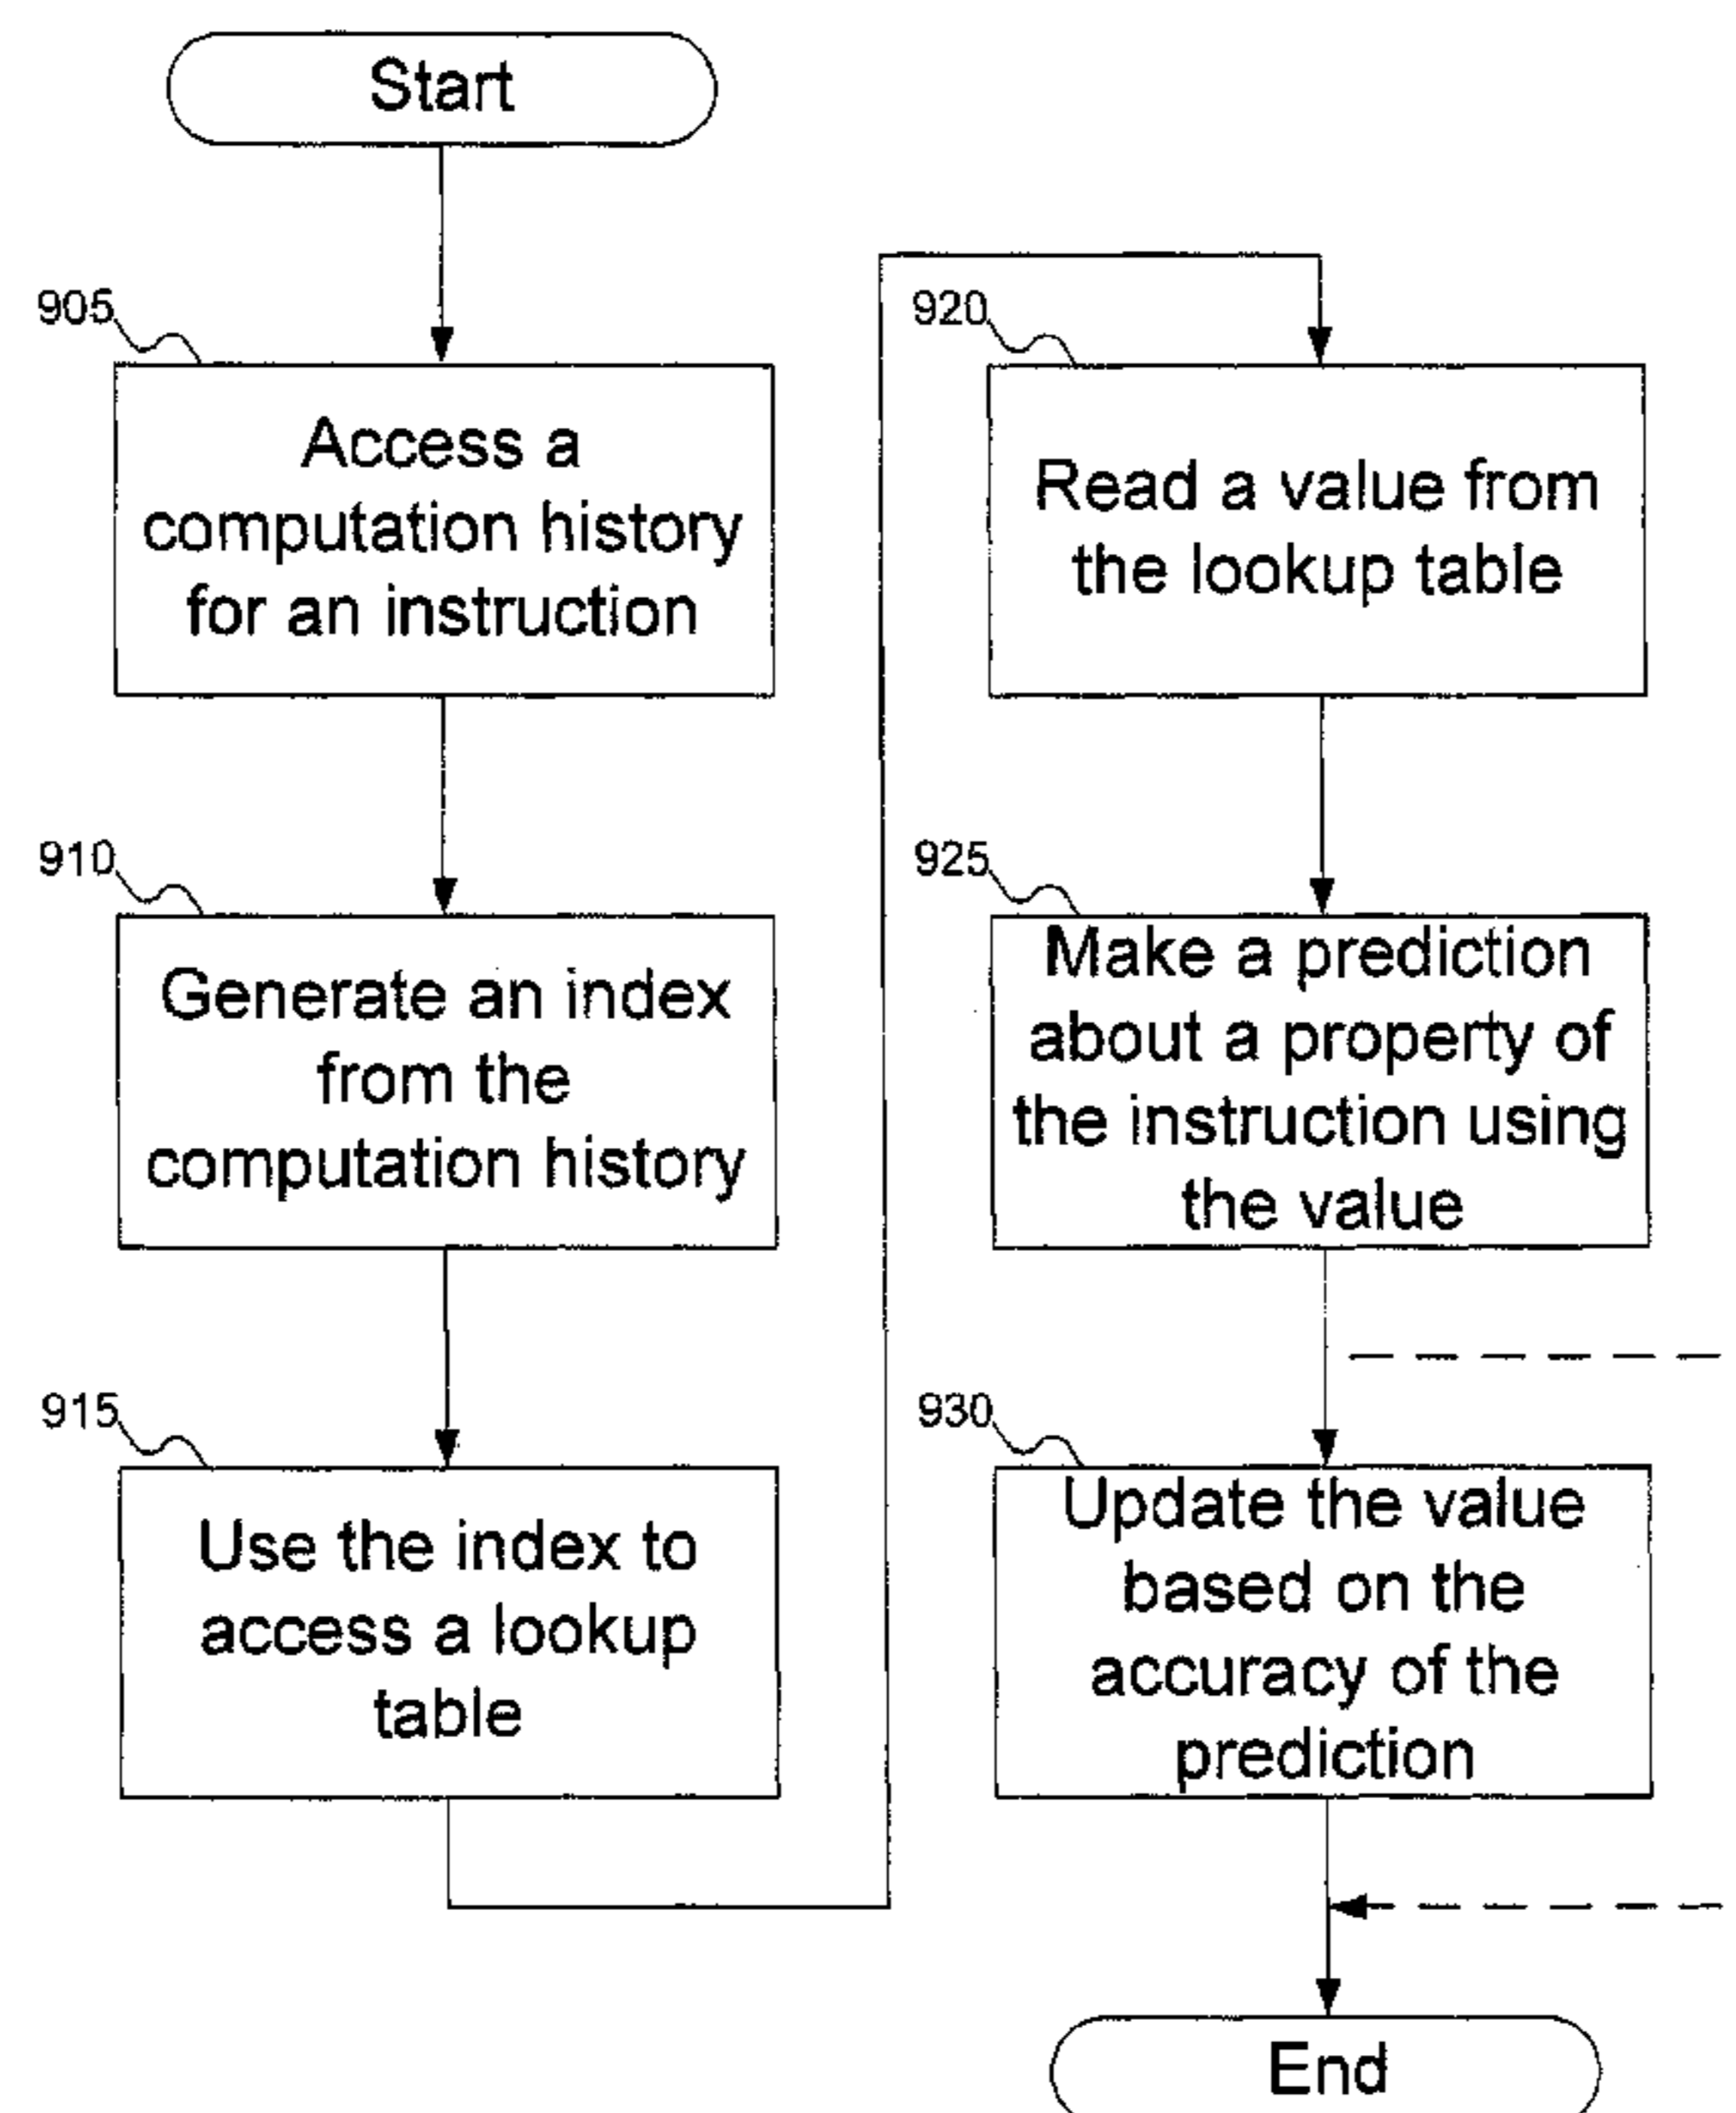 Start
905
Access a
computation history
for an instruction
910
Generate an index
from the
computation history
915
Use the index to
access a lookup
table
920
Read a value from
the lookup table
925
Make a prediction
about a property of
the instruction using
the value
930
Update the value
based on the
accuracy of the
prediction
End